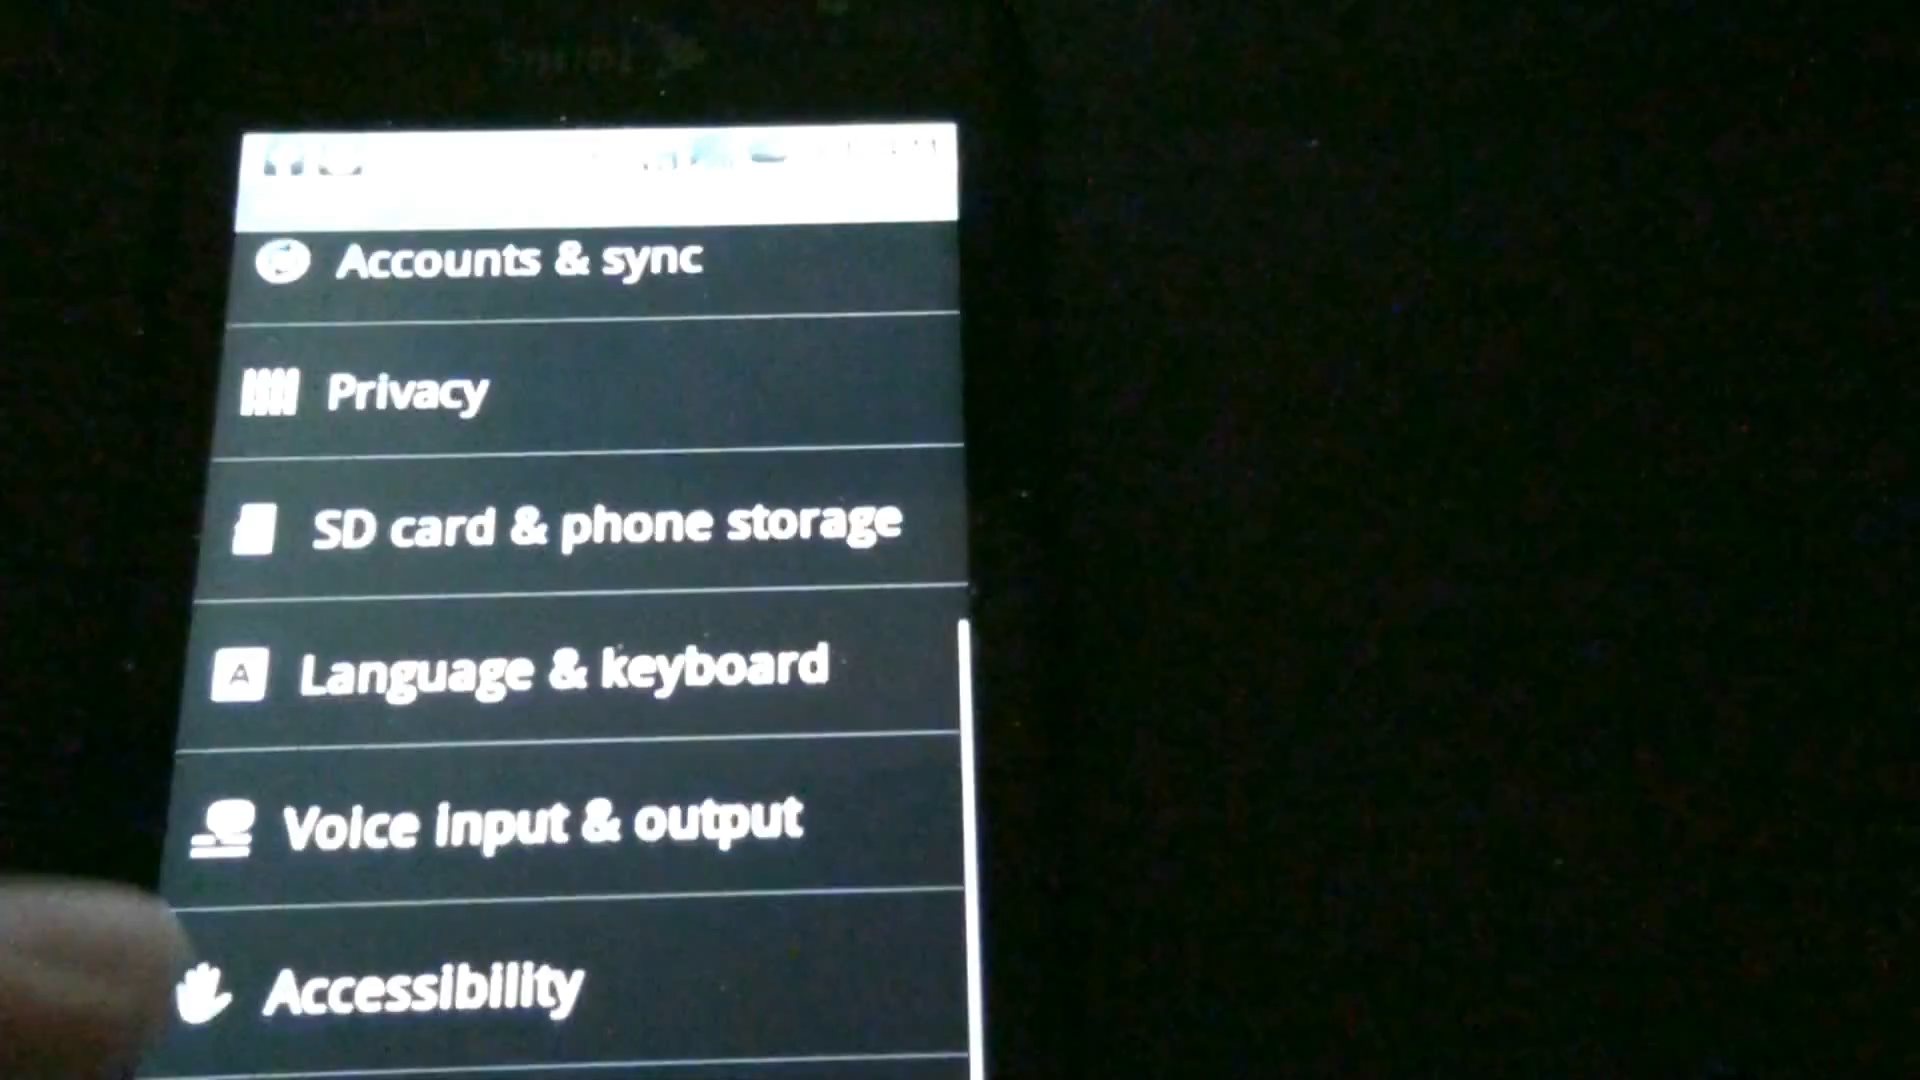 Accounts & sync
Privacy
SD card & phone storage
A
Language & keyboard
Voice input & output
Accessibility